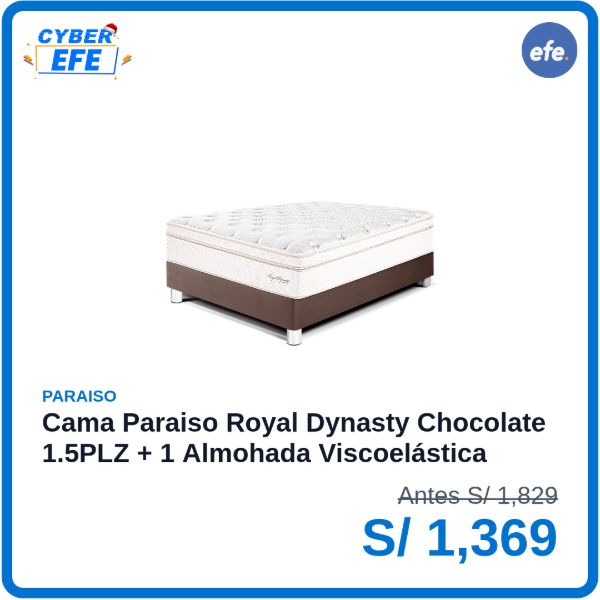 CYBER
EFE
efe.
PARAISO
Cama Paraiso Royal Dynasty Chocolate
1.5PLZ + 1 Almohada Viscoelástica
Antes S/ 1,829
S/ 1,369